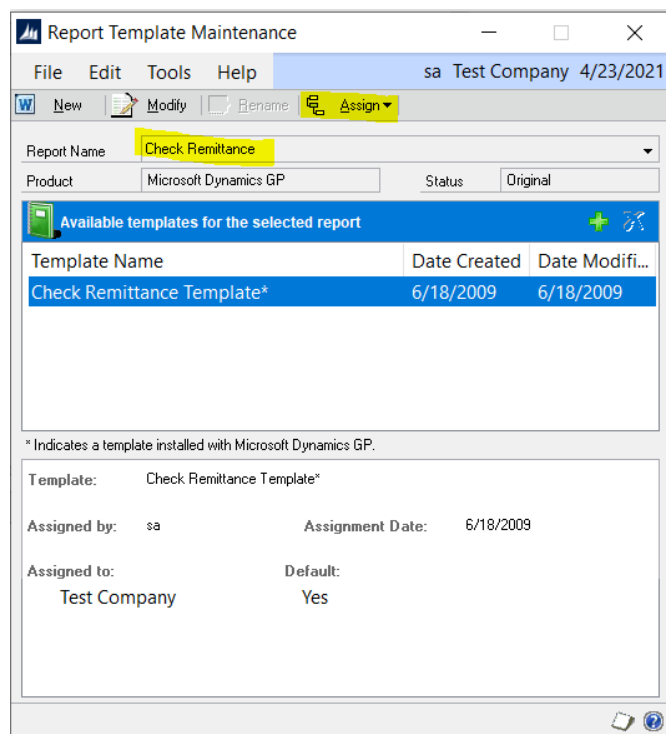 Report Template Maintenance
File Edit Tools Help sa Test Company 4/23/2021
New Modify Rename Assign
Report Name Check Remittance
Product Microsoft Dynamics GP Status Original
Available templates for the selected report
Template Name Date Created Date Modifi...
Check Remittance Template* 6/18/2009 6/18/2009
* Indicates a template installed with Microsoft Dynamics GP.
Template: Check Remittance Template*
Assigned by: sa Assignment Date: 6/18/2009
Assigned to: Default:
Test Company Yes